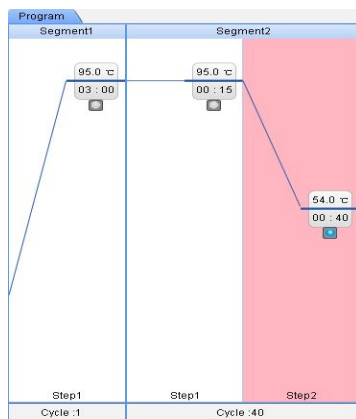 Program
Segment1 Segment2
95.0 ℃ 95.0 ℃
03 : 00 00 : 15
54.0 ℃
00 : 40
Step1 Step1 Step2
Cycle :1 Cycle :40